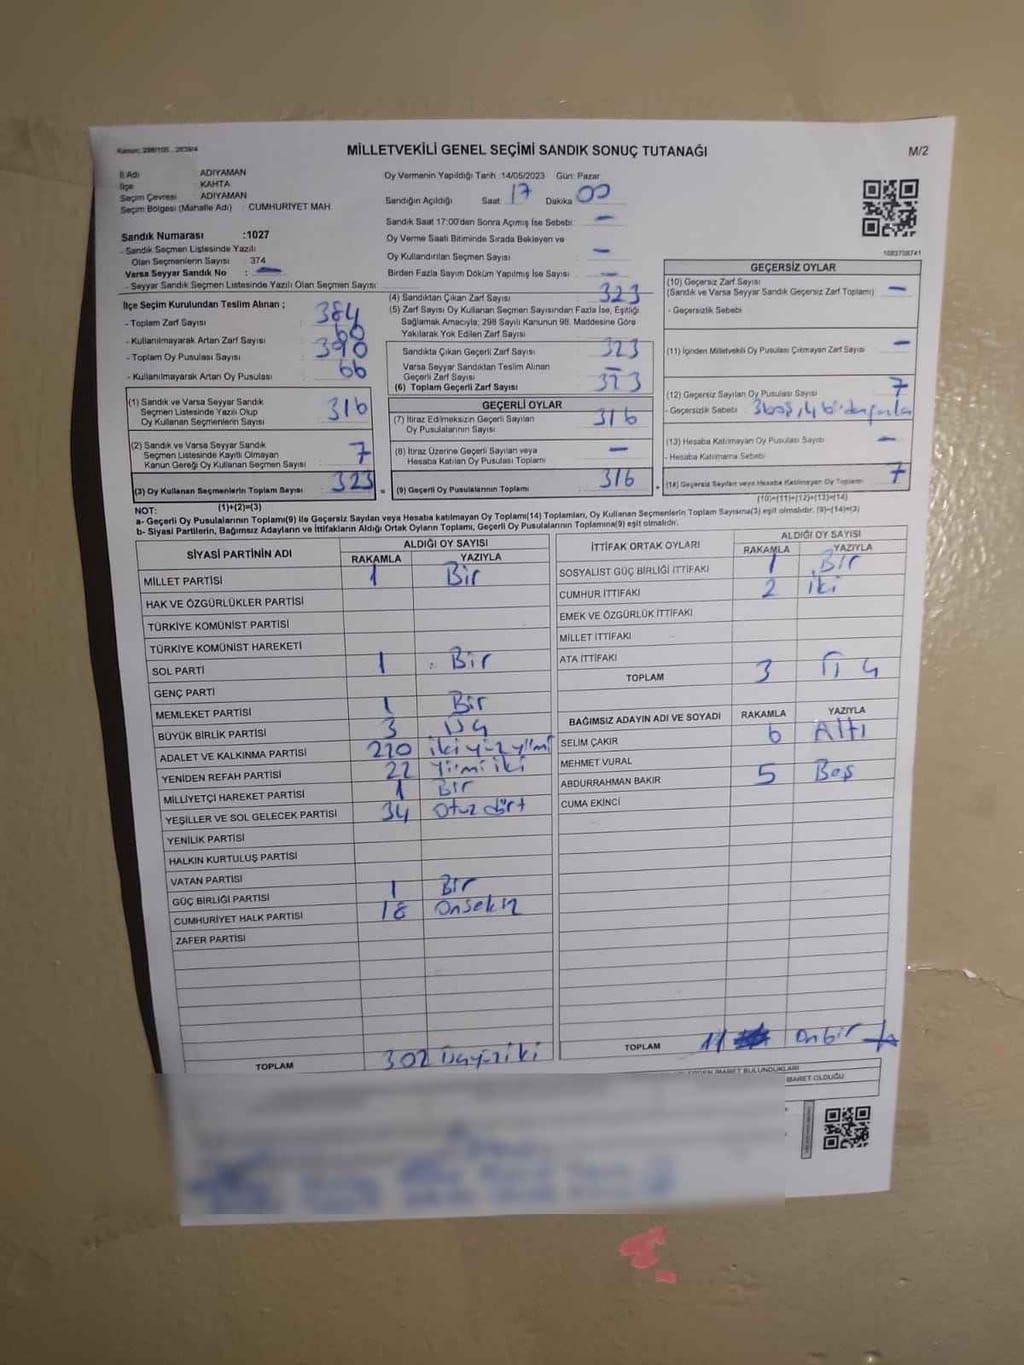 MİLLETVEKİLİ GENEL SEÇİMİ SANDIK SONUÇ TUTANAĞI
M/2
İl Adı ADIYAMAN
İlçe KAHTA
Seçim Çevresi ADIYAMAN
Seçim Bölgesi (Mahalle Adı) : CUMHURİYET MAH.
Oy Vermenin Yapıldığı Tarih :14/05/2023 Gün: Pazar
Sandığın Açıldığı Saat: 17 Dakika 00
Sandık Saat 17:00'den Sonra Açımış İse Sebebi: –
Oy Verme Saati Bitiminde Sırada Bekleyen ve
Oy Kullandırılan Seçmen Sayısı –
Birden Fazla Sayım Döküm Yapılmış İse Sayısı –
Sandık Numarası :1027
- Sandık Seçmen Listesinde Yazılı
Olan Seçmenlerin Sayısı: 374
Varsa Seyyar Sandık No : –
- Seyyar Sandık Seçmen Listesinde Yazılı Olan Seçmen Sayısı
İlçe Seçim Kurulundan Teslim Alınan ;
- Toplam Zarf Sayısı 384
- Kullanılmayarak Artan Zarf Sayısı 60
- Toplam Oy Pusulası Sayısı 390
- Kullanılmayarak Artan Oy Pusulası 66
(1) Sandık ve Varsa Seyyar Sandık
Seçmen Listesinde Yazılı Olup
Oy Kullanan Seçmenlerin Sayısı 316
(2) Sandık ve Varsa Seyyar Sandık
Seçmen Listesinde Kayıtlı Olmayan
Kanun Gereği Oy Kullanan Seçmen Sayısı 7
(3) Oy Kullanan Seçmenlerin Toplam Sayısı 323
(1)+(2)=(3)
(4) Sandıktan Çıkan Zarf Sayısı 323
(5) Zarf Sayısı Oy Kullanan Seçmen Sayısından Fazla İse, Eşitliği
Sağlamak Amacıyla; 298 Sayılı Kanunun 98. Maddesine Göre
Yakılarak Yok Edilen Zarf Sayısı
Sandıkta Çıkan Geçerli Zarf Sayısı 323
Varsa Seyyar Sandıktan Teslim Alınan
Geçerli Zarf Sayısı
(6) Toplam Geçerli Zarf Sayısı 323
GEÇERLİ OYLAR
(7) İtiraz Edilmeksizin Geçerli Sayılan
Oy Pusulalarının Sayısı 316
(8) İtiraz Üzerine Geçerli Sayılan veya
Hesaba Katılan Oy Pusulası Toplamı –
= (9) Geçerli Oy Pusulalarının Toplamı 316 +
GEÇERSİZ OYLAR
(10) Geçersiz Zarf Sayısı
(Sandık ve Varsa Seyyar Sandık Geçersiz Zarf Toplamı) –
- Geçersizlik Sebebi
(11) İçinden Milletvekili Oy Pusulası Çıkmayan Zarf Sayısı –
(12) Geçersiz Sayılan Oy Pusulası Sayısı 7
- Geçersizlik Sebebi 3 boş, 4 birden fazla
(13) Hesaba Katılmayan Oy Pusulası Sayısı –
- Hesaba Katılmama Sebebi
(14) Geçersiz Sayılan veya Hesaba Katılmayan Oy Toplamı 7
(10)+(11)+(12)+(13)=(14)
NOT:
a- Geçerli Oy Pusulalarının Toplamı(9) ile Geçersiz Sayılan veya Hesaba katılmayan Oy Toplamı(14) Toplamları, Oy Kullanan Seçmenlerin Toplam Sayısına(3) eşit olmalıdır. (9)+(14)=(3)
b- Siyasi Partilerin, Bağımsız Adayların ve İttifakların Aldığı Oy Oyların Toplamı, Geçerli Oy Pusulalarının Toplamına(9) eşit olmalıdır.
SİYASİ PARTİNİN ADI
ALDIĞI OY SAYISI
RAKAMLA YAZIYLA
MİLLET PARTİSİ 1 Bir
HAK VE ÖZGÜRLÜKLER PARTİSİ
TÜRKİYE KOMÜNİST PARTİSİ
TÜRKİYE KOMÜNİST HAREKETİ
SOL PARTİ 1 Bir
GENÇ PARTİ
MEMLEKET PARTİSİ 1 Bir
BÜYÜK BİRLİK PARTİSİ 3 Üç
ADALET VE KALKINMA PARTİSİ 220 iki yüz yirmi
YENİDEN REFAH PARTİSİ 22 Yirmi iki
MİLLİYETÇİ HAREKET PARTİSİ 1 Bir
YEŞİLLER VE SOL GELECEK PARTİSİ 34 Otuz dört
YENİLİK PARTİSİ
HALKIN KURTULUŞ PARTİSİ
VATAN PARTİSİ
GÜÇ BİRLİĞİ PARTİSİ 1 Bir
CUMHURİYET HALK PARTİSİ 18 Onsekiz
ZAFER PARTİSİ
TOPLAM 302 üçyüziki
İTTİFAK ORTAK OYLARI
ALDIĞI OY SAYISI
RAKAMLA YAZIYLA
SOSYALİST GÜÇ BİRLİĞİ İTTİFAKI 1 Bir
CUMHUR İTTİFAKI 2 iki
EMEK VE ÖZGÜRLÜK İTTİFAKI
MİLLET İTTİFAKI
ATA İTTİFAKI
TOPLAM 3 Üç
BAĞIMSIZ ADAYIN ADI VE SOYADI RAKAMLA YAZIYLA
SELİM ÇAKIR 6 Altı
MEHMET VURAL
ABDURRAHMAN BAKIR 5 Beş
CUMA EKİNCİ
TOPLAM 11 onbir